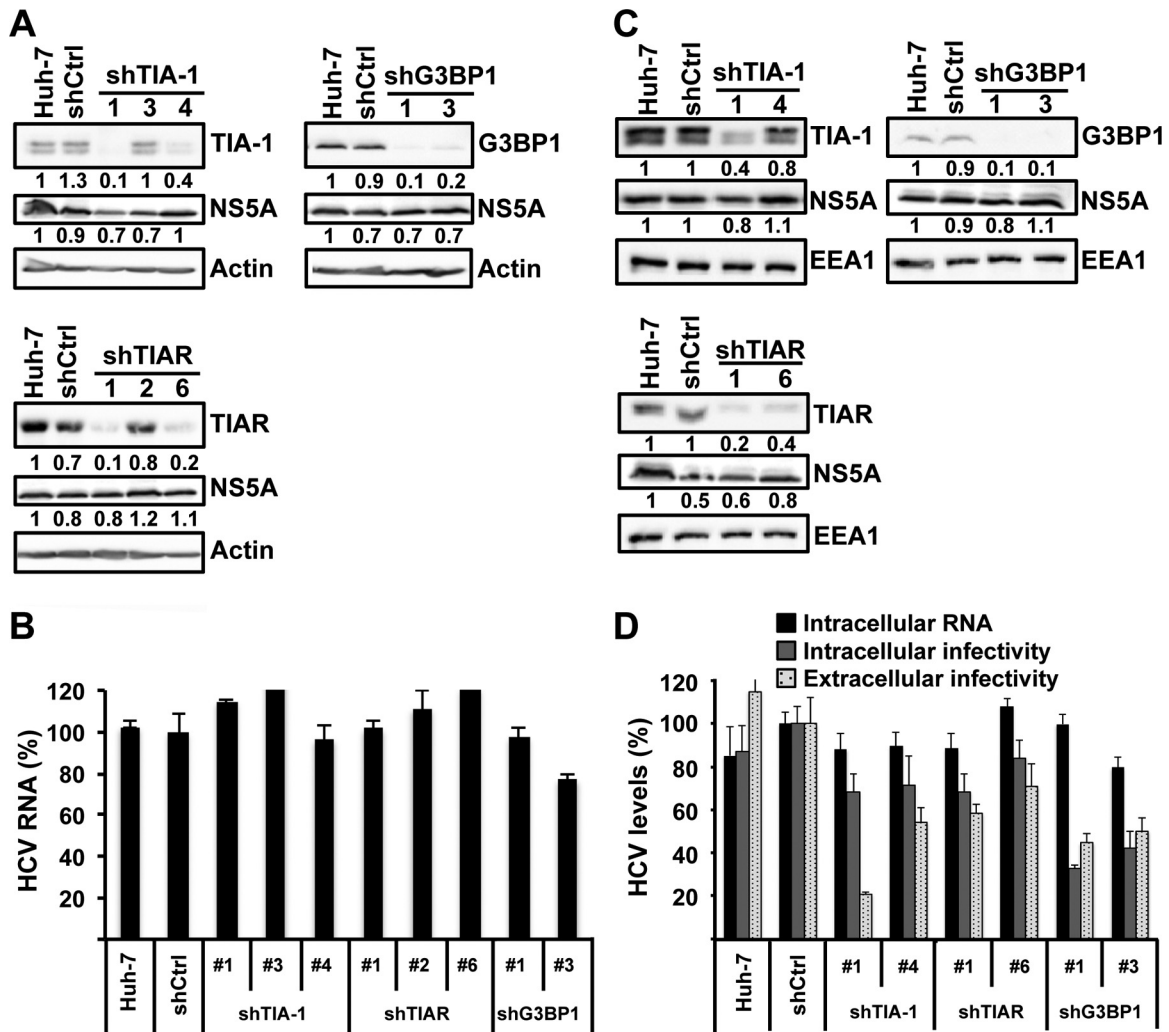 A
Huh-7
shCtrl
shTIA-1
1 3 4
TIA-1
1 1.3 0.1 1 0.4
NS5A
1 0.9 0.7 0.7 1
Actin
Huh-7
shCtrl
shG3BP1
1 3
G3BP1
1 0.9 0.1 0.2
NS5A
1 0.7 0.7 0.7
Actin
Huh-7
shCtrl
shTIAR
1 2 6
TIAR
1 0.7 0.1 0.8 0.2
NS5A
1 0.8 0.8 1.2 1.1
Actin
C
Huh-7
shCtrl
shTIA-1
1 4
TIA-1
1 1 0.4 0.8
NS5A
1 1 0.8 1.1
EEA1
Huh-7
shCtrl
shG3BP1
1 3
G3BP1
1 0.9 0.1 0.1
NS5A
1 0.9 0.8 1.1
EEA1
Huh-7
shCtrl
shTIAR
1 6
TIAR
1 1 0.2 0.4
NS5A
1 0.5 0.6 0.8
EEA1
B
HCV RNA (%)
120
100
80
60
40
20
Huh-7
shCtrl
#1 #3 #4 #1 #2 #6 #1 #3
shTIA-1 shTIAR shG3BP1
D
Intracellular RNA
Intracellular infectivity
Extracellular infectivity
HCV levels (%)
120
100
80
60
40
20
Huh-7
shCtrl
#1 #4 #1 #6 #1 #3
shTIA-1 shTIAR shG3BP1